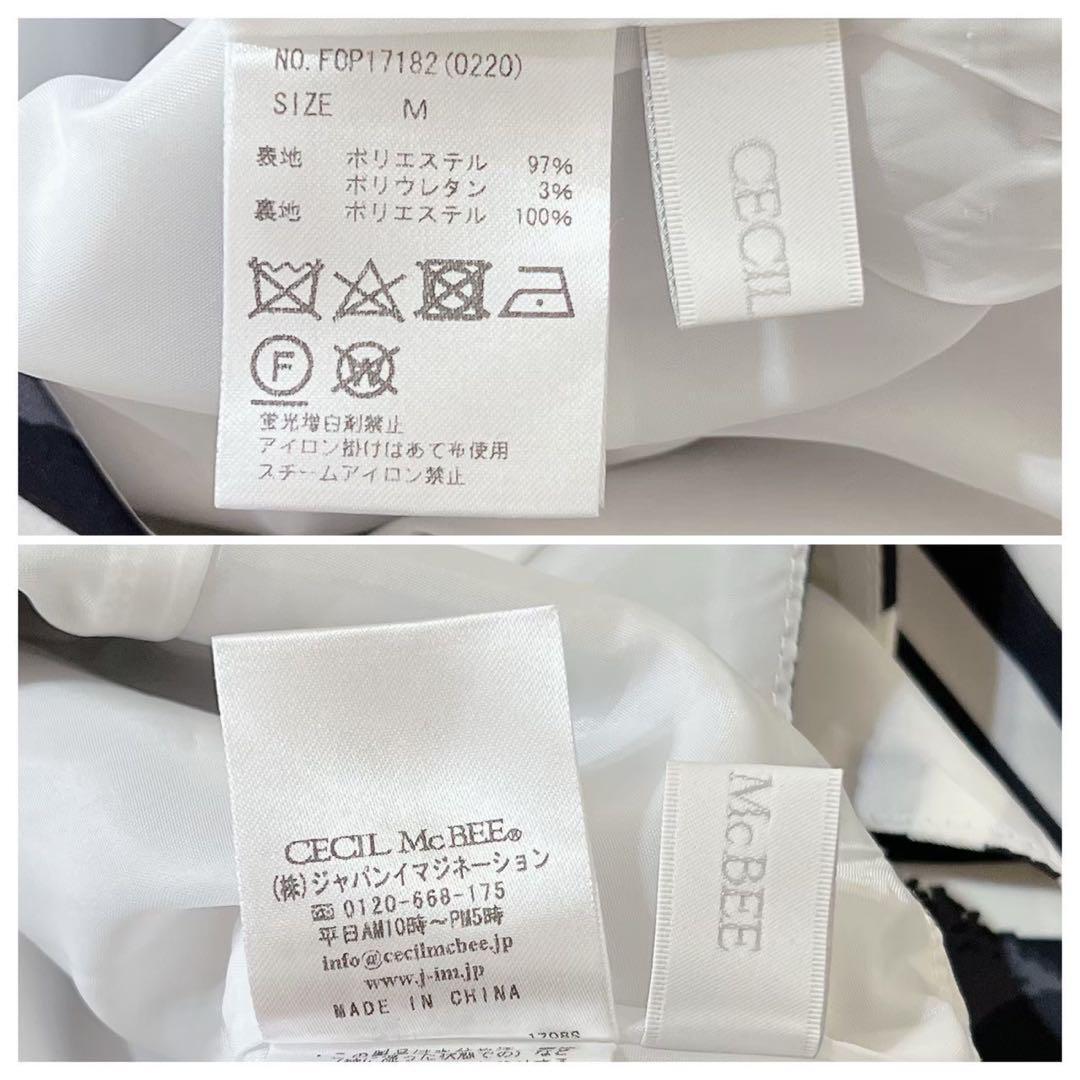 NO.FOP17182(0220)
SIZE M
表地 ポリエステル 97%
ポリウレタン 3%
裏地 ポリエステル 100%
F
W
蛍光増白剤禁止
アイロン掛けはあて布使用
スチームアイロン禁止
CECIL
CECIL McBEE®
(株)ジャパンイマジネーション
☎ 0120-668-175
平日AM10時～PM5時
info@cecilmcbee.jp
www.j-im.jp
MADE IN CHINA
McBEE